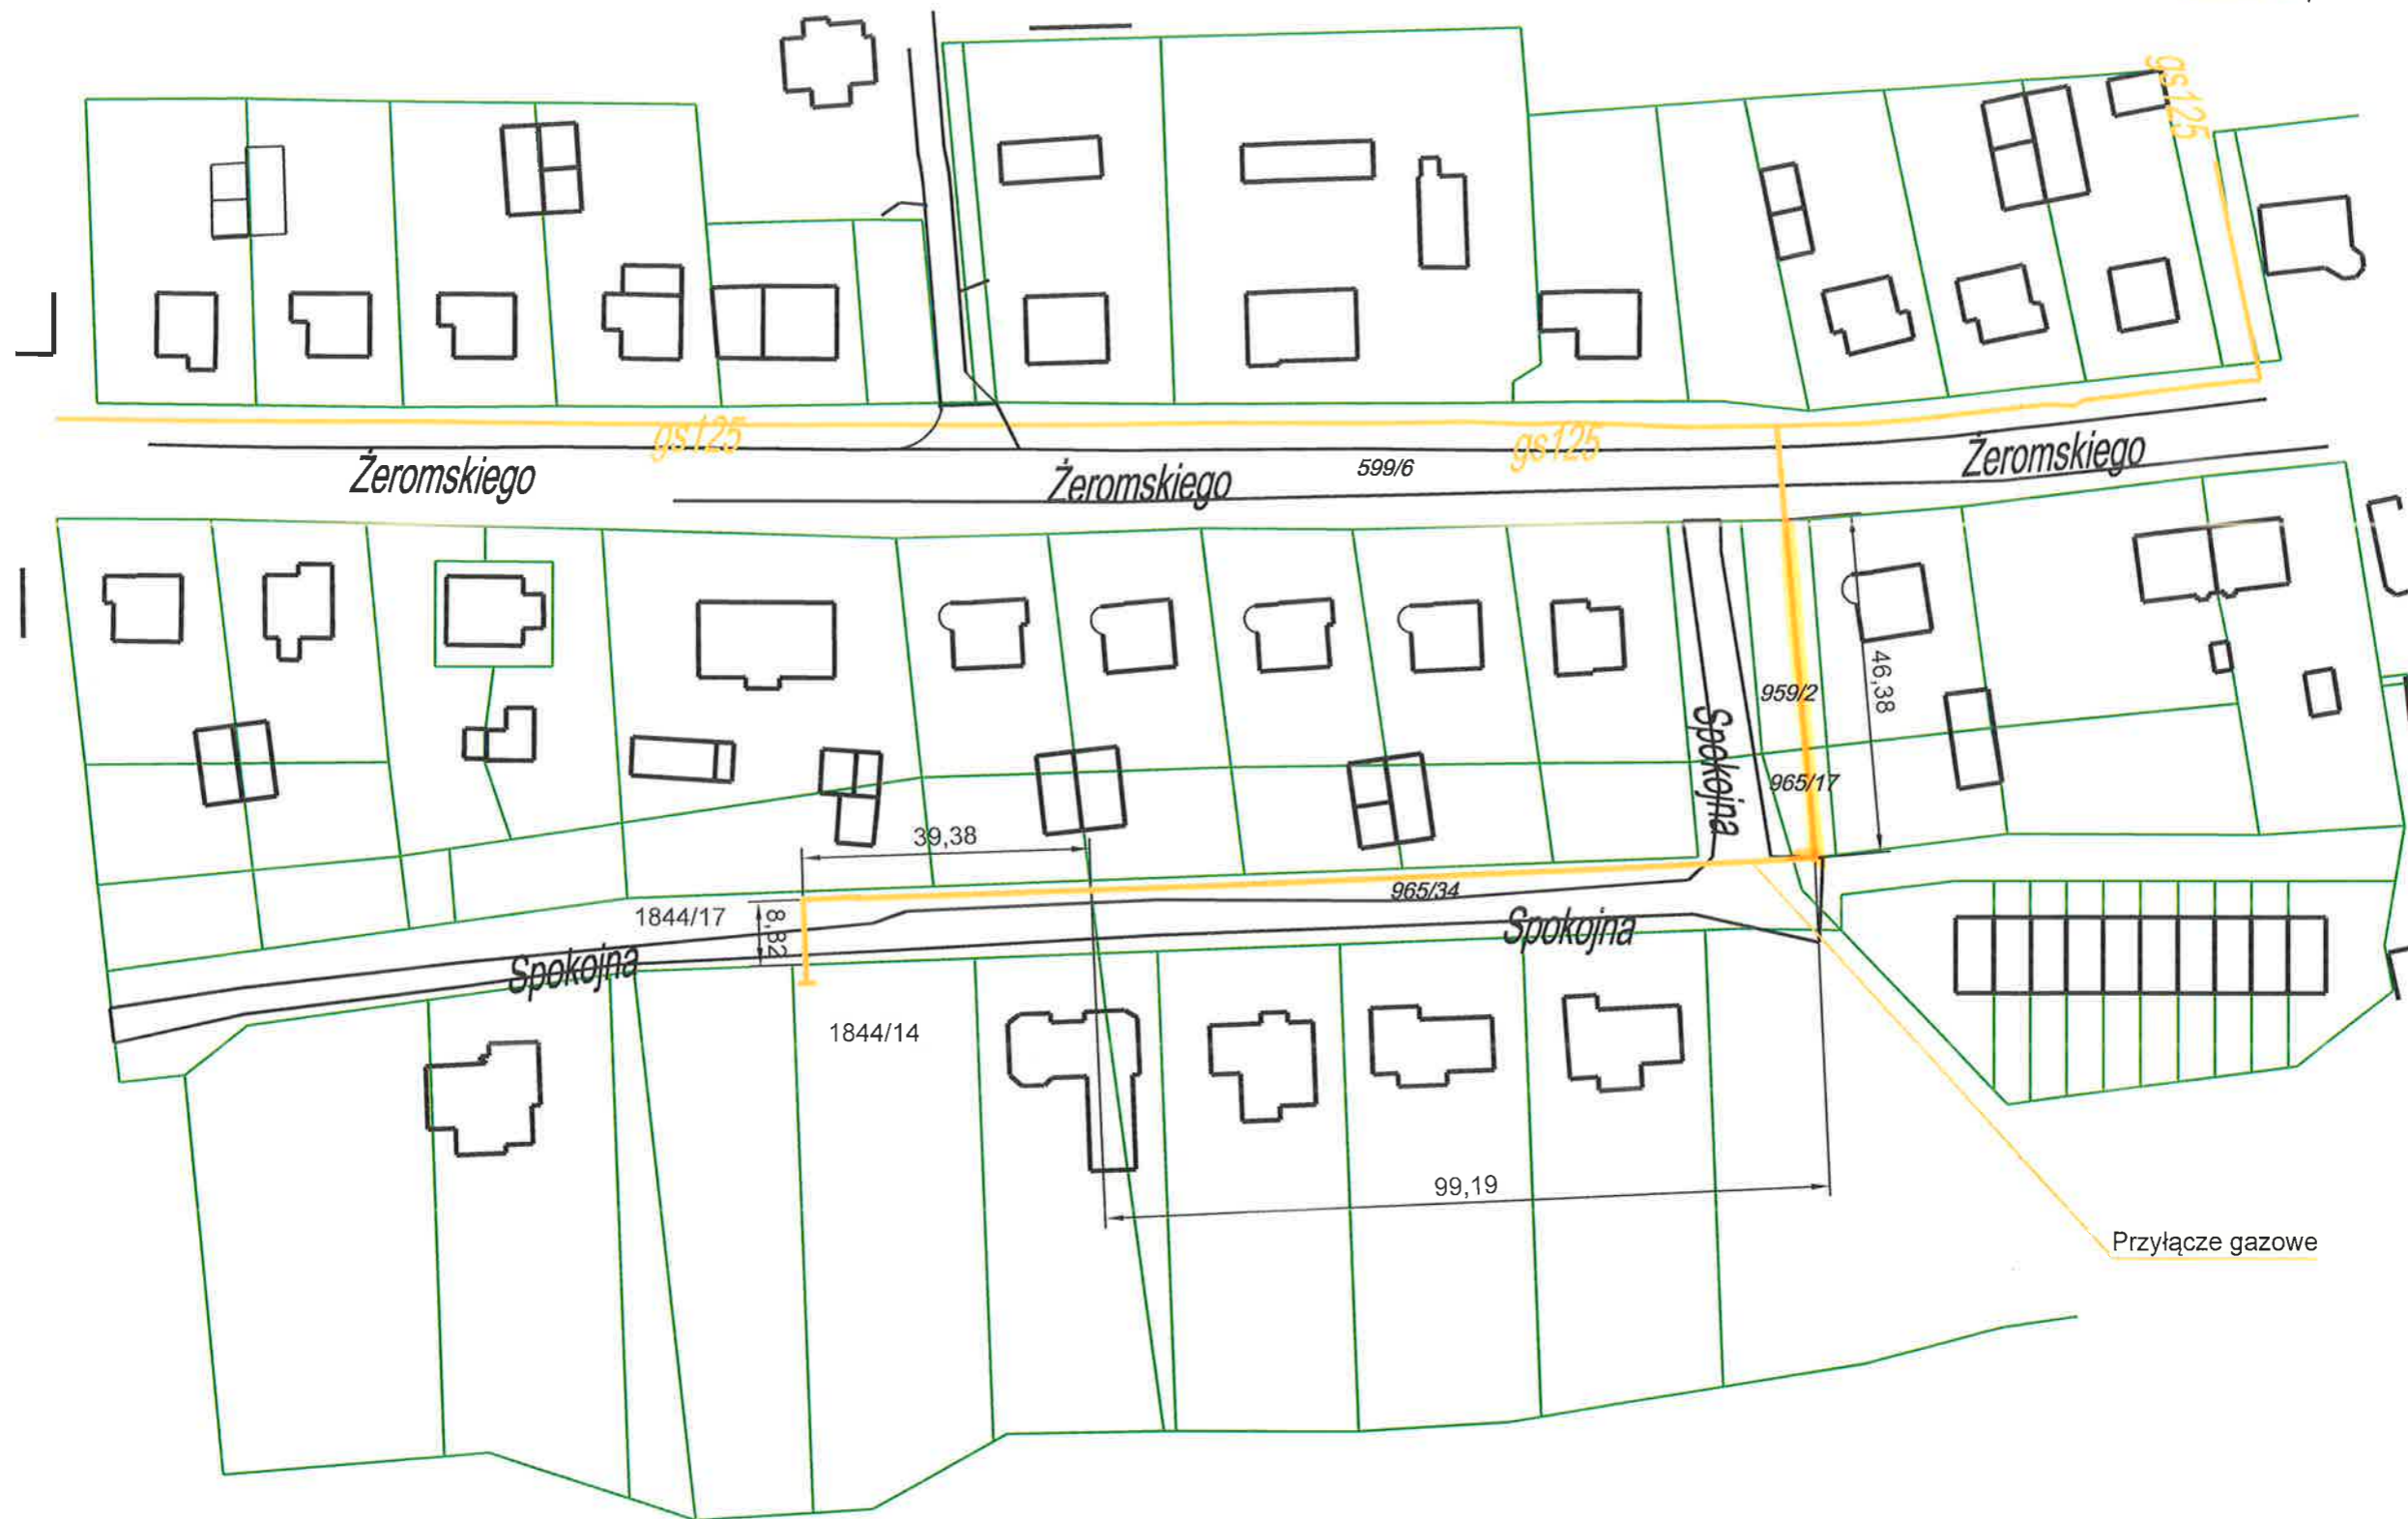 gs125
gs125
gs125
Żeromskiego
Żeromskiego
599/6
Żeromskiego
46,38
959/2
Spokojna
965/17
39,38
965/34
1844/17
8,82
Spokojna
Spokojna
1844/14
99,19
Przyłącze gazowe